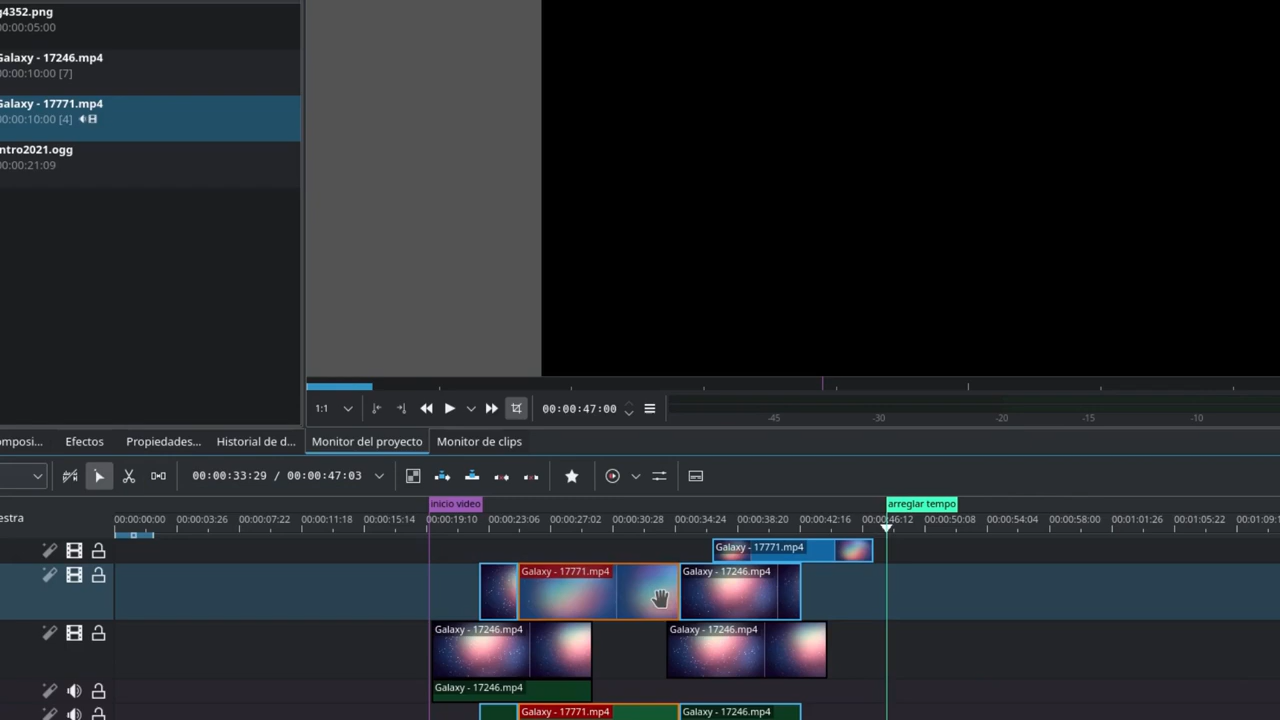 g4352.png
00:00:05:00
Galaxy - 17246.mp4
00:00:10:00 [7]
Galaxy - 17771.mp4
00:00:10:00 [4]
ntro2021.ogg
00:00:21:09
1:1
00:00:47:00
-45 -30 -20 -15 -10
omposi... Efectos Propiedades... Historial de d... Monitor del proyecto Monitor de clips
00:00:33:29 / 00:00:47:03
inicio video arreglar tempo
estra 00:00:00:00 00:00:03:26 00:00:07:22 00:00:11:18 00:00:15:14 00:00:19:10 00:00:23:06 00:00:27:02 00:00:30:28 00:00:34:24 00:00:38:20 00:00:42:16 00:00:46:12 00:00:50:08 00:00:54:04 00:00:58:00 00:01:01:26 00:01:05:22 00:01:09:1
Galaxy - 17771.mp4
Galaxy - 17771.mp4 Galaxy - 17246.mp4
Galaxy - 17246.mp4 Galaxy - 17246.mp4
Galaxy - 17246.mp4
Galaxy - 17771.mp4 Galaxy - 17246.mp4